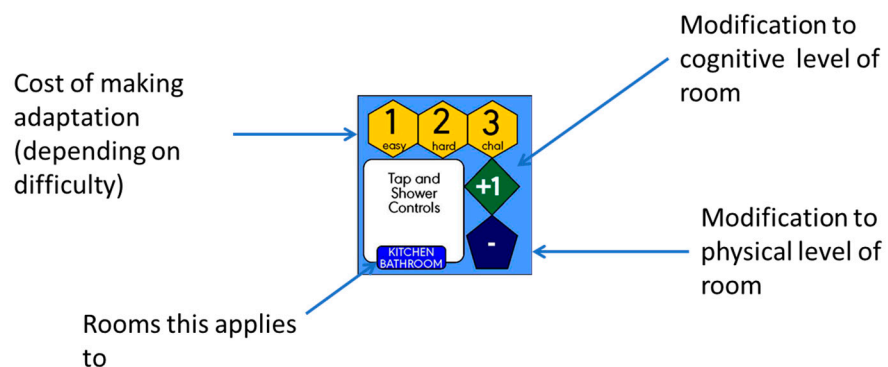 Modification to
cognitive level of
room
Cost of making
adaptation
(depending on
difficulty)
1 2 3
easy hard chal
Tap and
Shower
Controls
+1
-
KITCHEN
BATHROOM
Modification to
physical level of
room
Rooms this applies
to